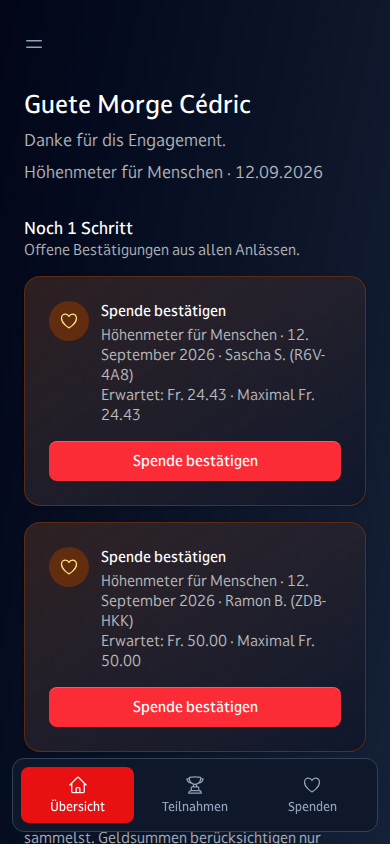 Guete Morge Cédric
Danke für dis Engagement.
Höhenmeter für Menschen · 12.09.2026
Noch 1 Schritt
Offene Bestätigungen aus allen Anlässen.
Spende bestätigen
Höhenmeter für Menschen · 12.
September 2026 · Sascha S. (R6V-
4A8)
Erwartet: Fr. 24.43 · Maximal Fr.
24.43
Spende bestätigen
Spende bestätigen
Höhenmeter für Menschen · 12.
September 2026 · Ramon B. (ZDB-
HKK)
Erwartet: Fr. 50.00 · Maximal Fr.
50.00
Spende bestätigen
Übersicht
Teilnahmen
Spenden
sammelst. Geldsummen berücksichtigen nur